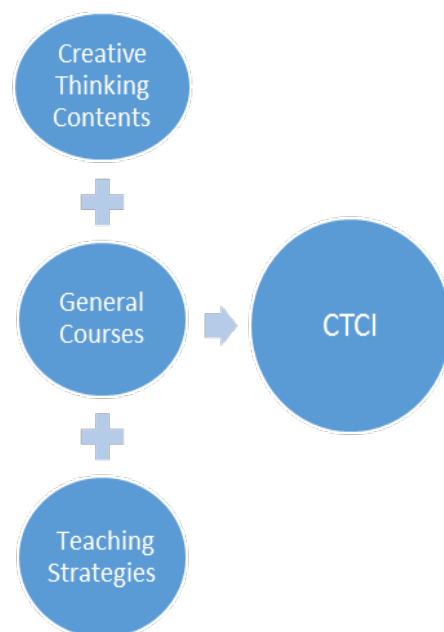 Creative
Thinking
Contents
General
Courses
CTCI
Teaching
Strategies